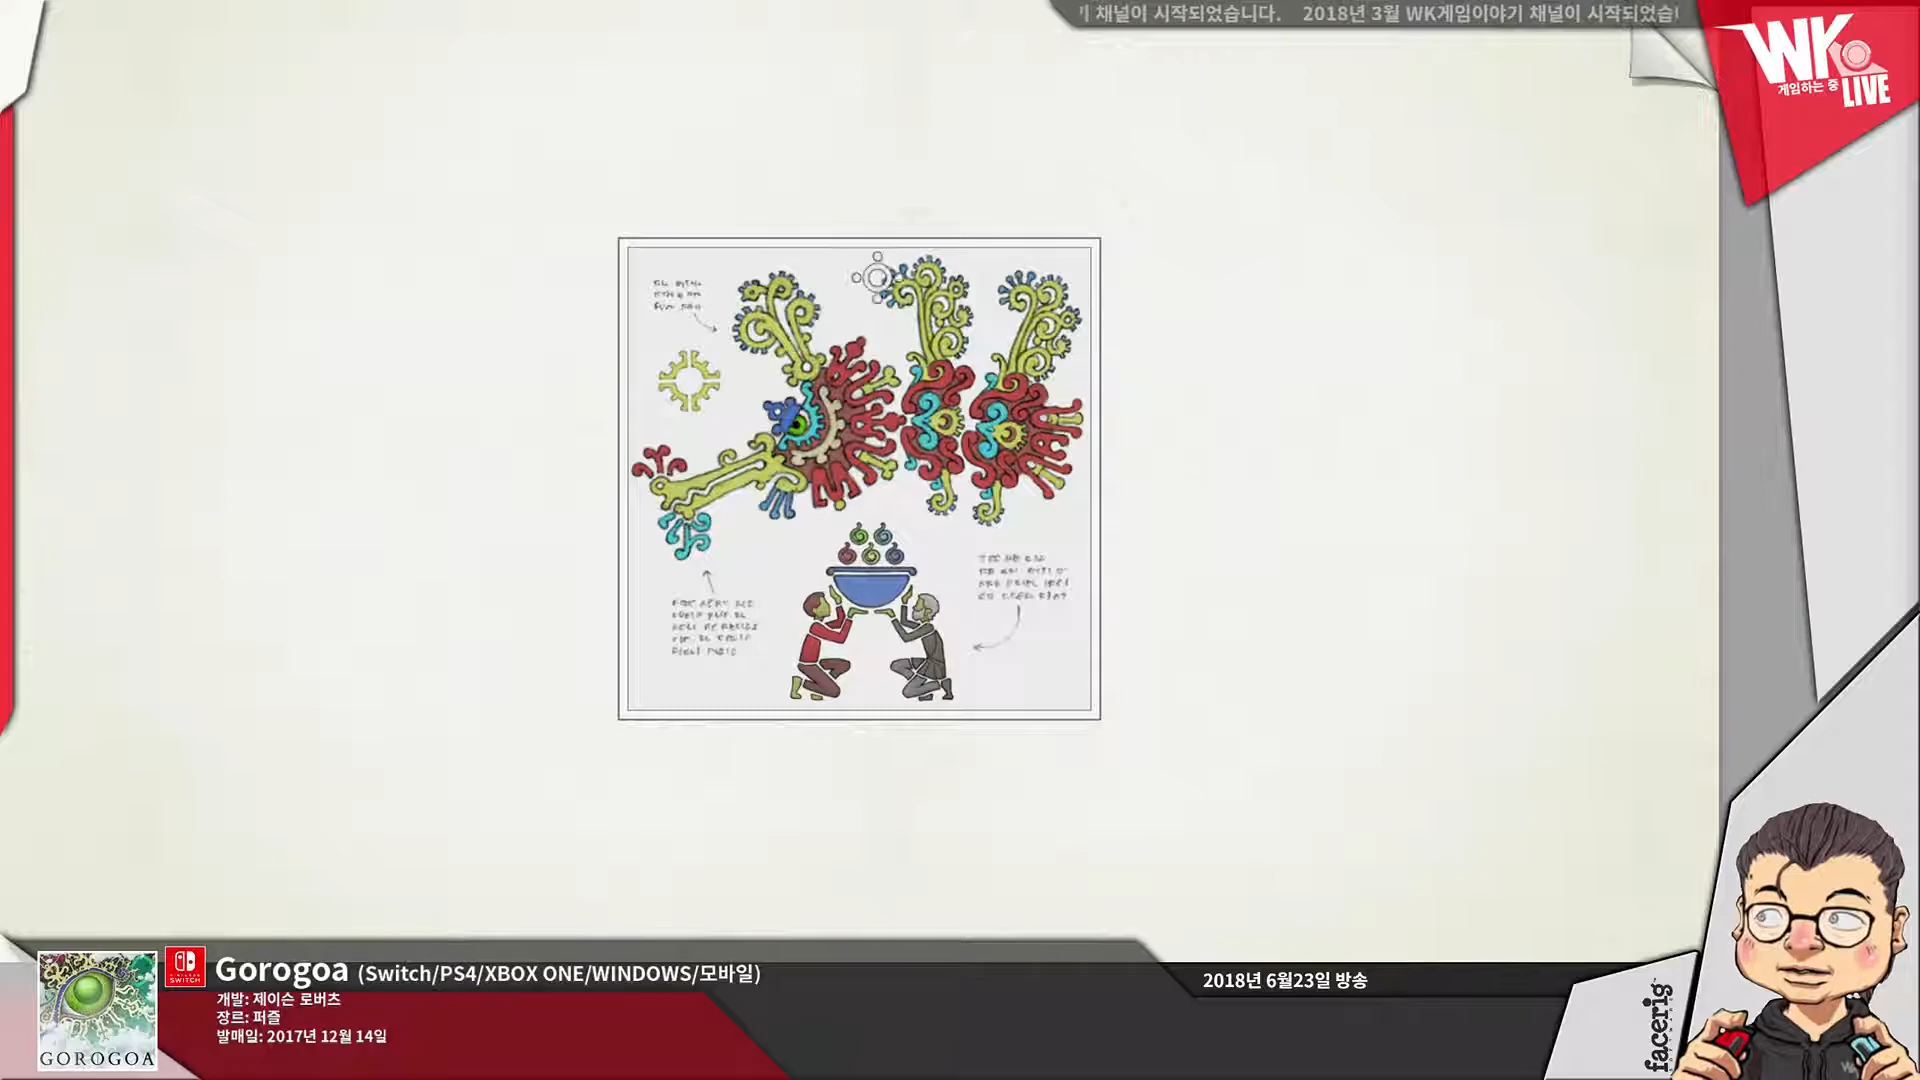 기 채널이 시작되었습니다. 2018년 3월 WK게임이야기 채널이 시작되었습니
WK
게임하는 중 LIVE
Gorogoa (Switch/PS4/XBOX ONE/WINDOWS/모바일)
개발: 제이슨 로버츠
장르: 퍼즐
발매일: 2017년 12월 14일
2018년 6월23일 방송
GOROGOA
SWITCH
facerig